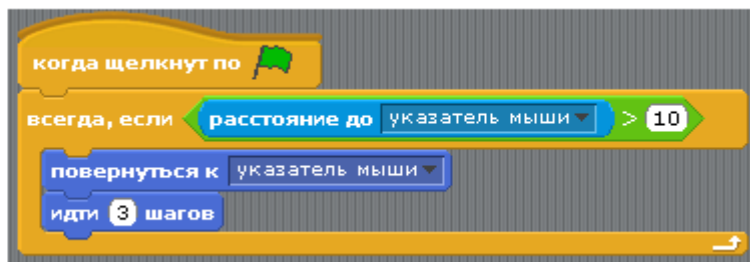 когда щелкнут по
всегда, если расстояние до указатель мыши > 10
повернуться к указатель мыши
идти 3 шагов